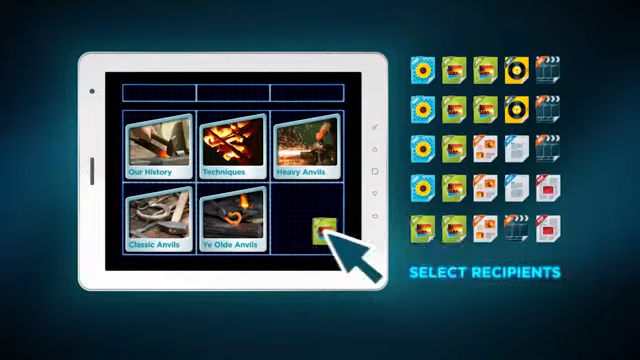 Our History
Techniques
Heavy Anvils
Classic Anvils
Ye Olde Anvils
SELECT RECIPIENTS